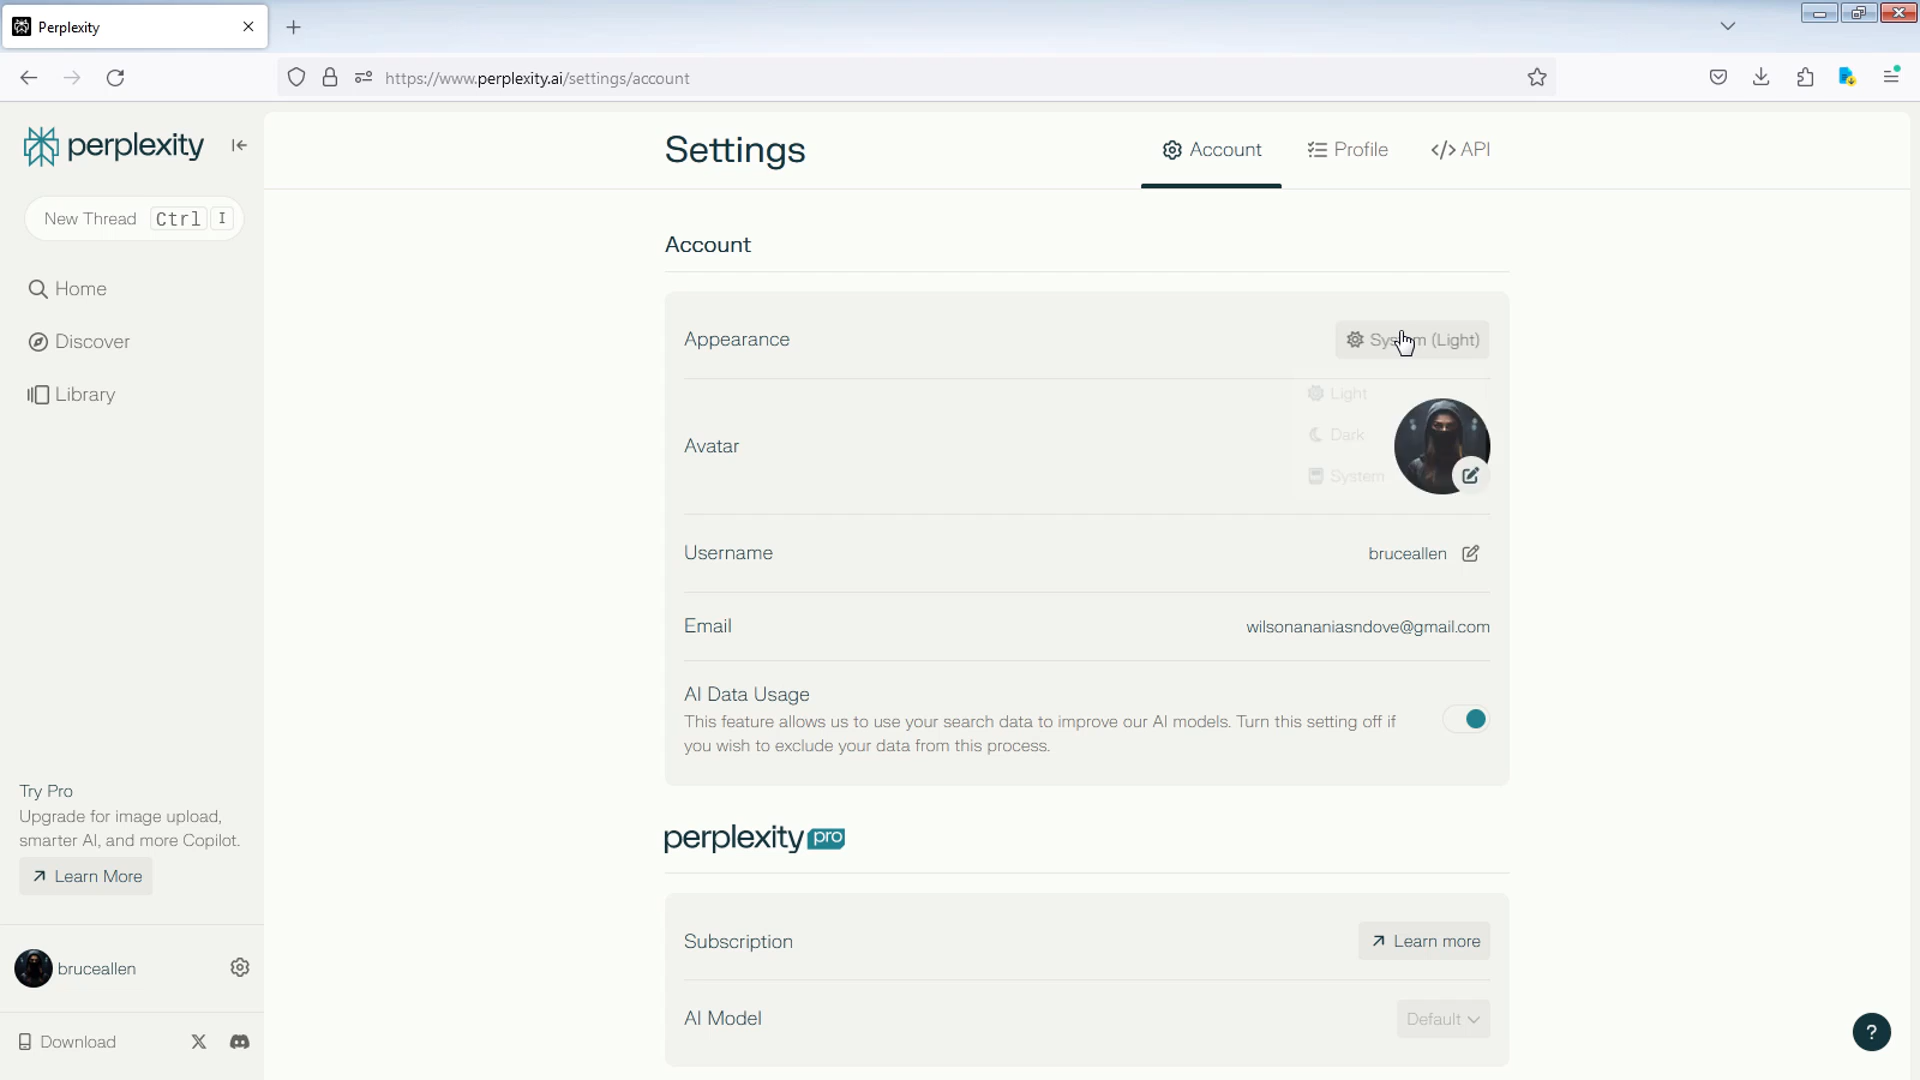 Perplexity
https://www.perplexity.ai/settings/account
perplexity
New Thread Ctrl I
Home
Discover
Library
Try Pro
Upgrade for image upload,
smarter AI, and more Copilot.
Learn More
bruceallen
Download
Settings
Account
Profile
</> API
Account
Appearance
System (Light)
Light
Dark
System
Avatar
Username
bruceallen
Email
wilsonananiasndove@gmail.com
AI Data Usage
This feature allows us to use your search data to improve our AI models. Turn this setting off if
you wish to exclude your data from this process.
perplexity pro
Subscription
Learn more
AI Model
Default
?